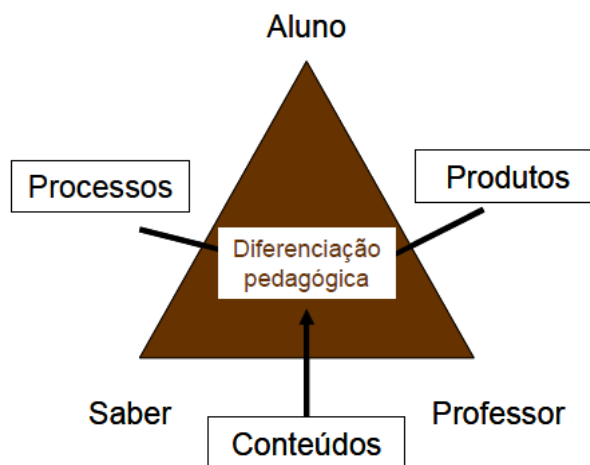 Aluno
Processos
Produtos
Diferenciação
pedagógica
Saber
Professor
Conteúdos